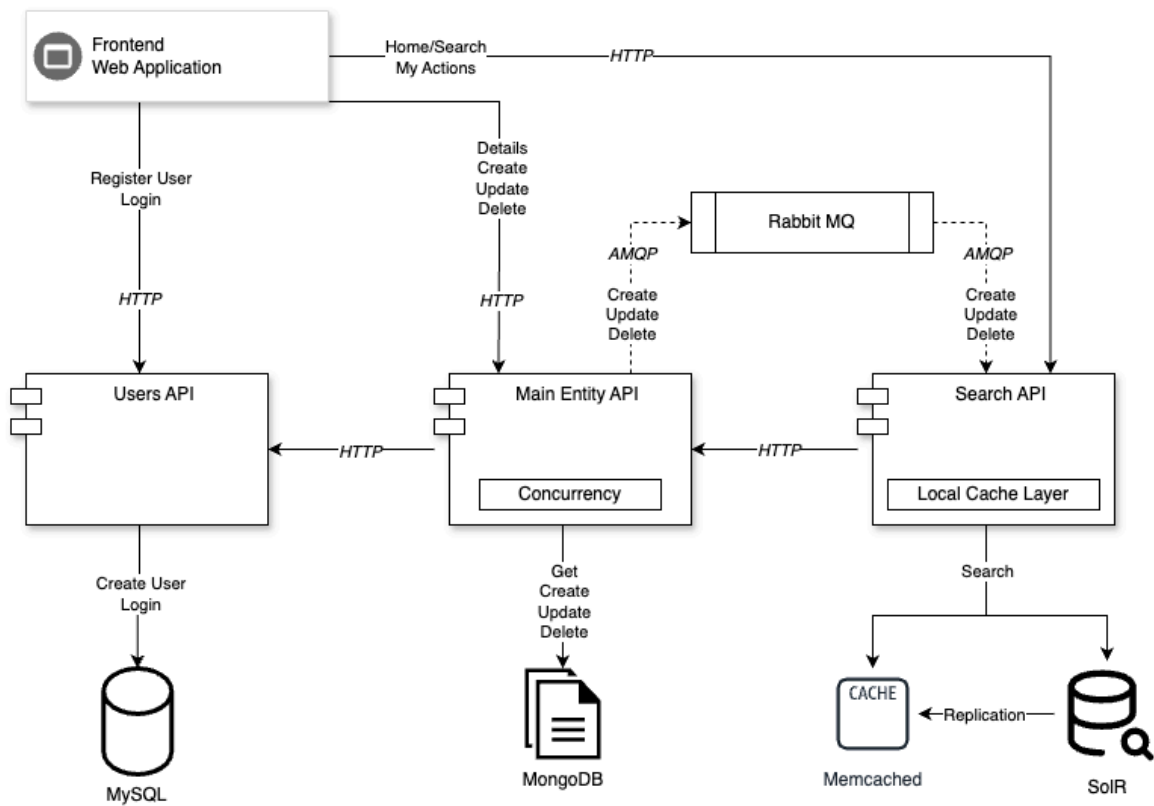 Frontend
Web Application
Home/Search
My Actions
HTTP
Details
Create
Update
Delete
Register User
Login
Rabbit MQ
AMQP
AMQP
HTTP
HTTP
Create
Update
Delete
Create
Update
Delete
Users API
Main Entity API
Search API
HTTP
HTTP
Concurrency
Local Cache Layer
Create User
Login
Get
Create
Update
Delete
Search
CACHE
Replication
MySQL
MongoDB
Memcached
SolR